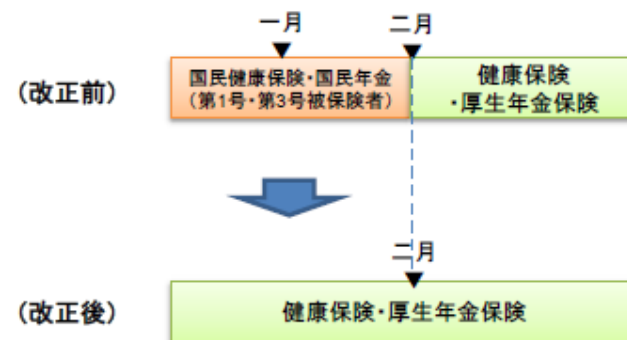 一月
二月
(改正前)
国民健康保険・国民年金
(第1号・第3号被保険者)
健康保険
・厚生年金保険
二月
(改正後)
健康保険・厚生年金保険